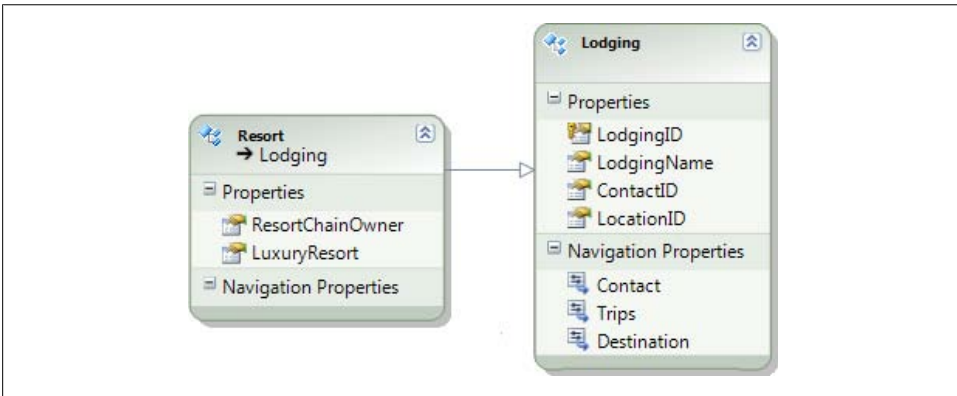 Resort
➔ Lodging
Properties
ResortChainOwner
LuxuryResort
Navigation Properties
Lodging
Properties
LodgingID
LodgingName
ContactID
LocationID
Navigation Properties
Contact
Trips
Destination